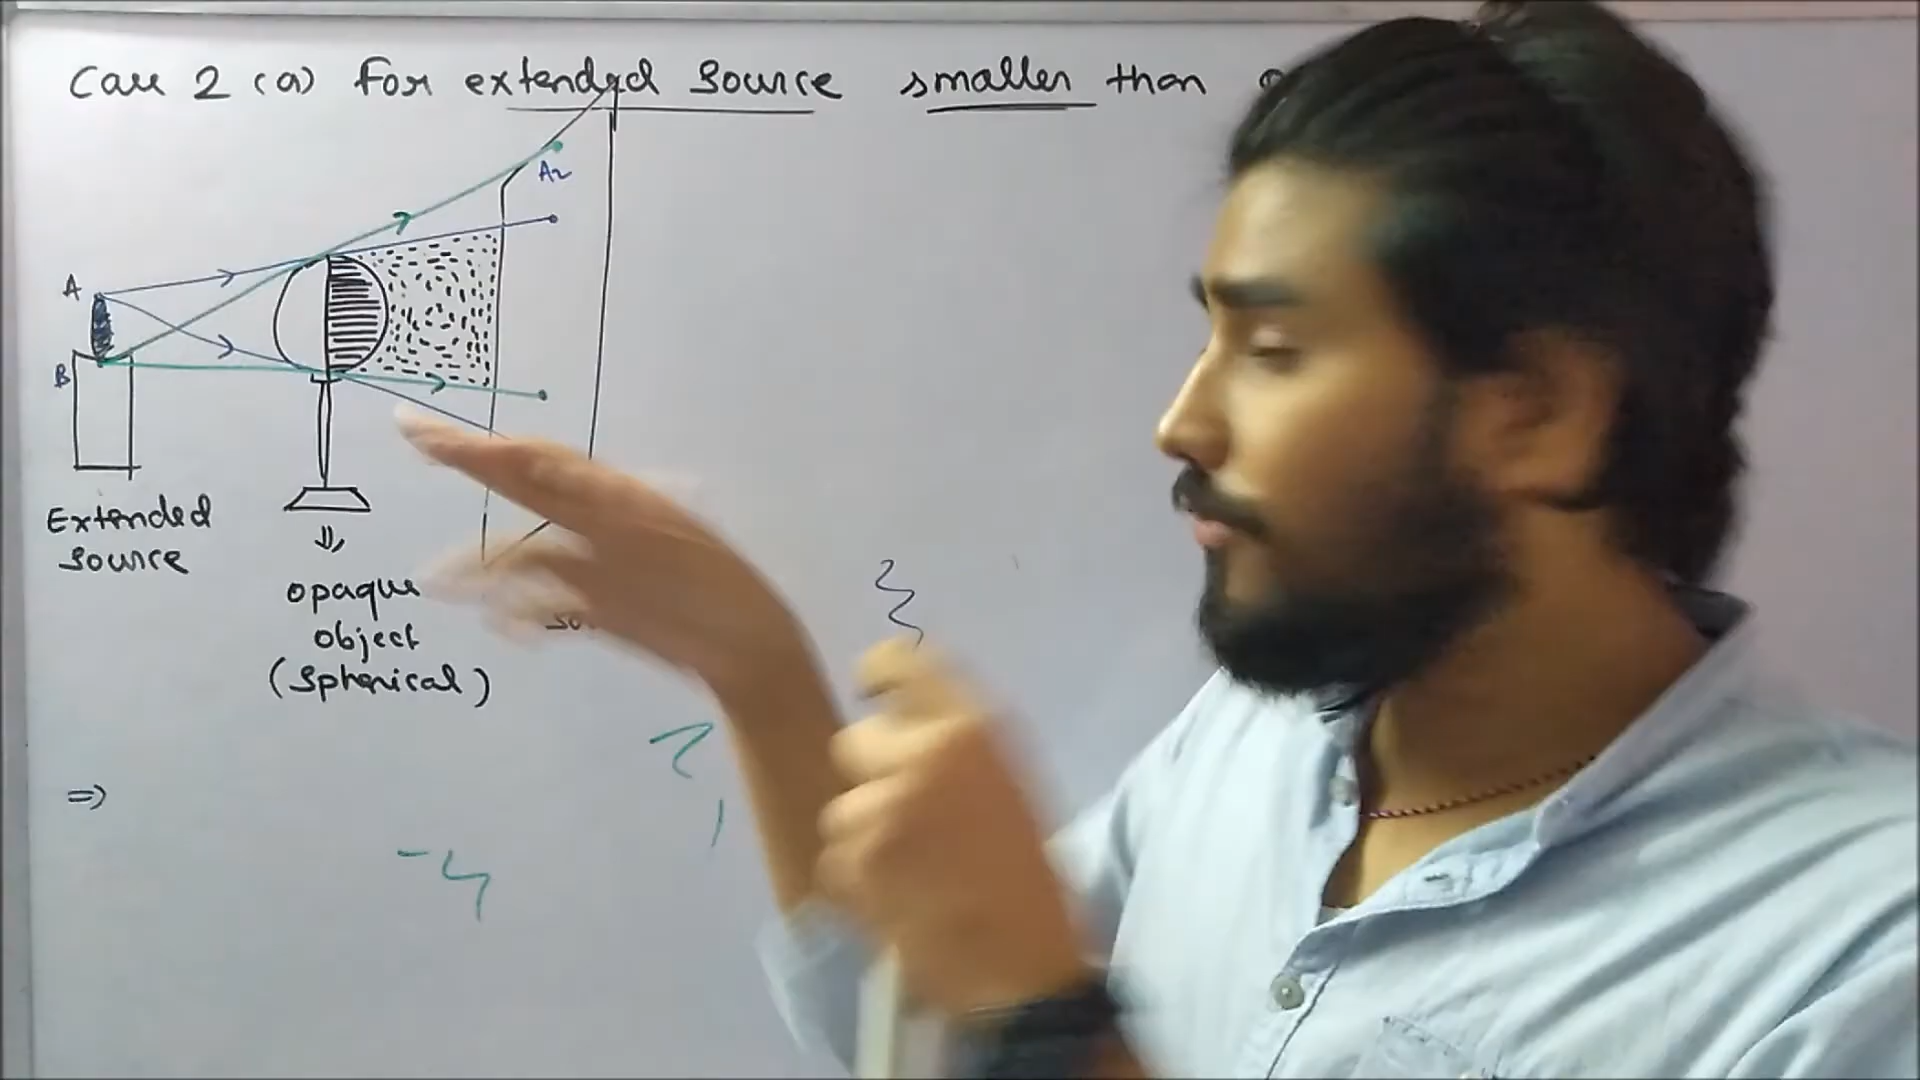 Case 2 (a) For extended source smaller than
A2
A
B
Extended
source
opaque
object
(spherical)
⇒